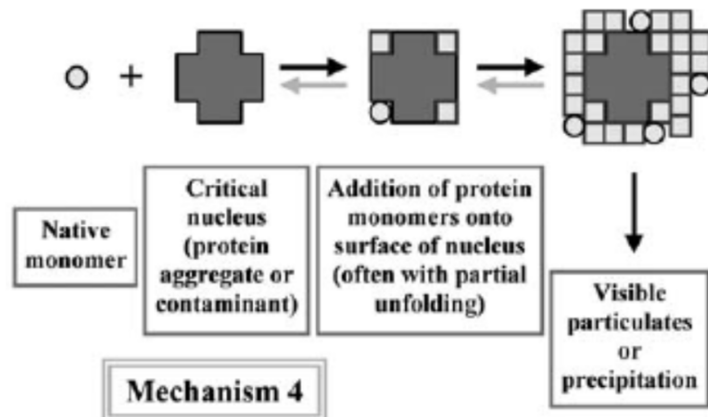 +
Native
monomer
Critical
nucleus
(protein
aggregate or
contaminant)
Addition of protein
monomers onto
surface of nucleus
(often with partial
unfolding)
Visible
particulates
or
precipitation
Mechanism 4